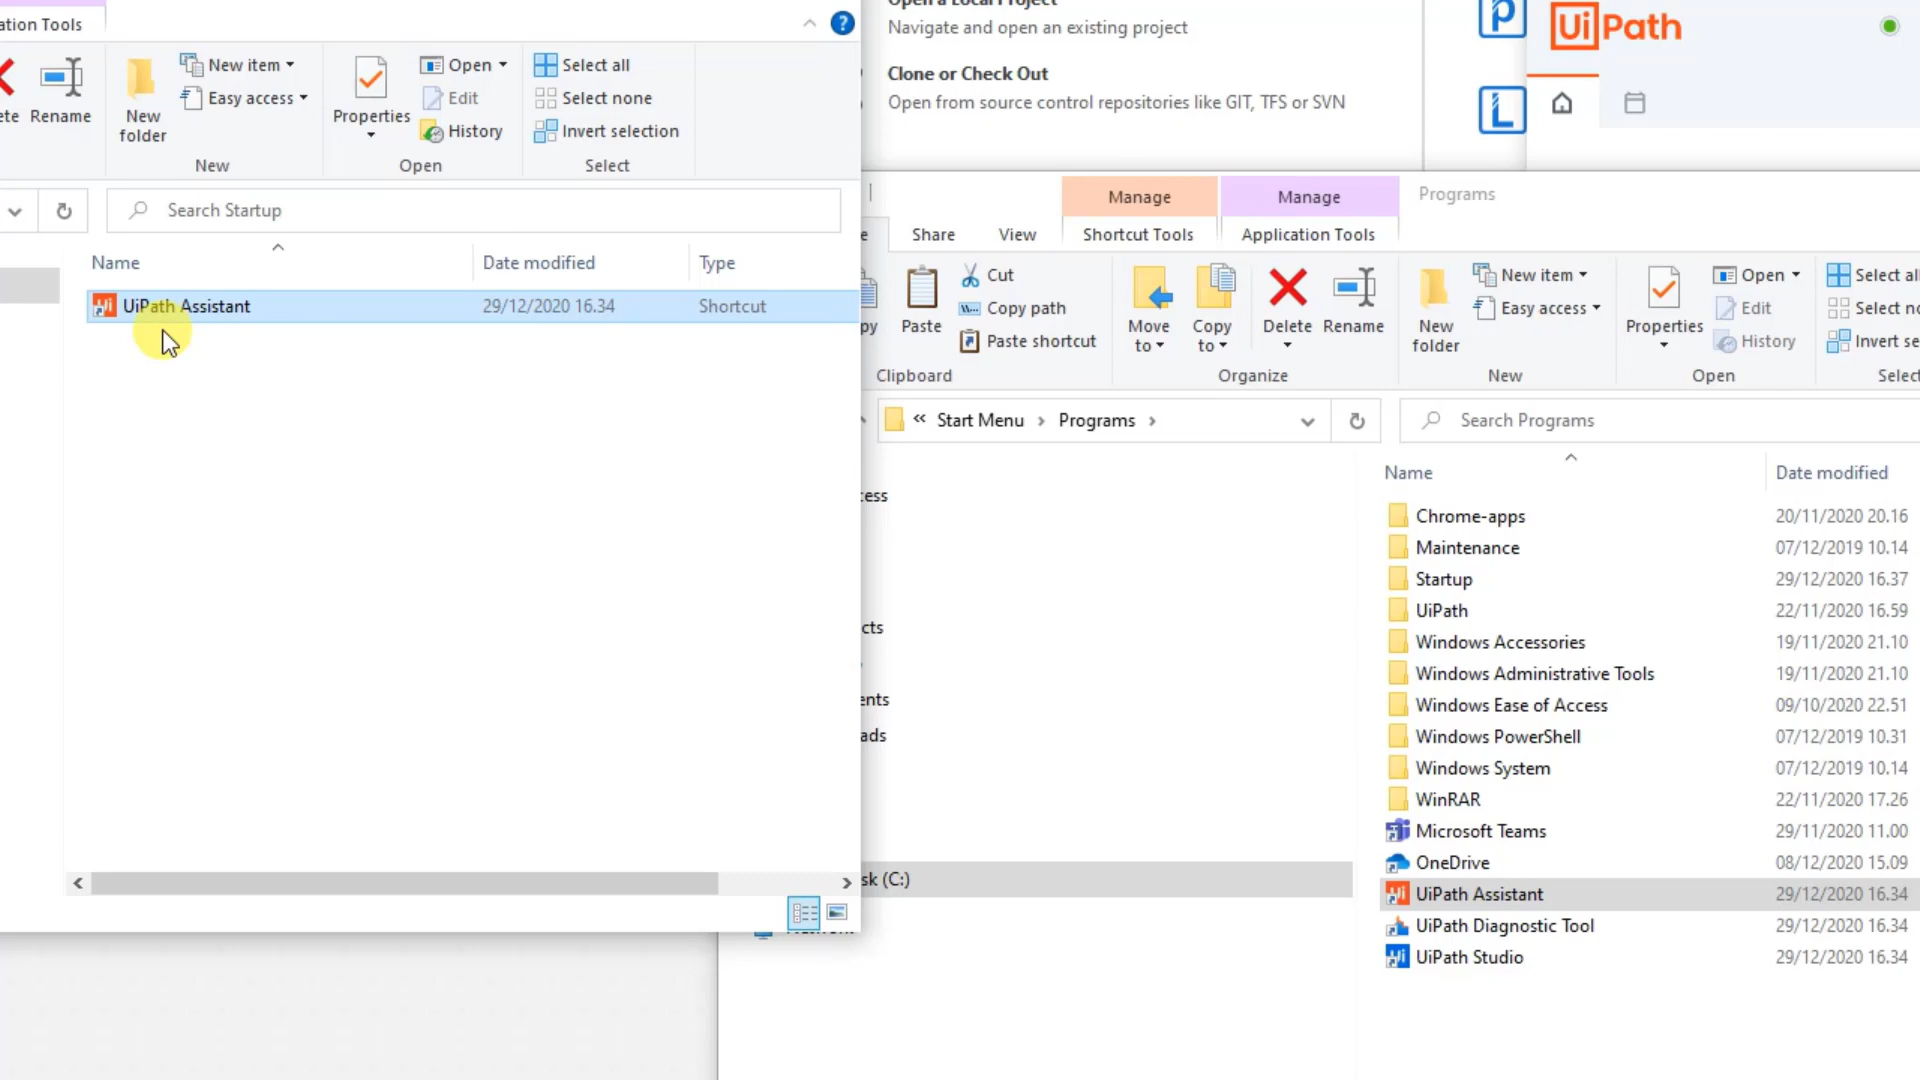 ation Tools
?
ete
Rename
New folder
New item
Easy access
New
Properties
Open
Edit
History
Open
Select all
Select none
Invert selection
Select
Search Startup
Name
Date modified
Type
UiPath Assistant
29/12/2020 16.34
Shortcut
Open a Local Project
Navigate and open an existing project
Clone or Check Out
Open from source control repositories like GIT, TFS or SVN
UiPath
Manage
Manage
Programs
e
Share
View
Shortcut Tools
Application Tools
py
Paste
Cut
Copy path
Paste shortcut
Clipboard
Move to
Copy to
Delete
Rename
Organize
New folder
New item
Easy access
New
Properties
Open
Edit
History
Open
Select all
Select no
Invert se
Select
« Start Menu > Programs >
Search Programs
Name
Date modified
Chrome-apps 20/11/2020 20.16
Maintenance 07/12/2019 10.14
Startup 29/12/2020 16.37
UiPath 22/11/2020 16.59
Windows Accessories 19/11/2020 21.10
Windows Administrative Tools 19/11/2020 21.10
Windows Ease of Access 09/10/2020 22.51
Windows PowerShell 07/12/2019 10.31
Windows System 07/12/2019 10.14
WinRAR 22/11/2020 17.26
Microsoft Teams 29/11/2020 11.00
OneDrive 08/12/2020 15.09
UiPath Assistant 29/12/2020 16.34
UiPath Diagnostic Tool 29/12/2020 16.34
UiPath Studio 29/12/2020 16.34
cess
cts
ents
ads
sk (C:)